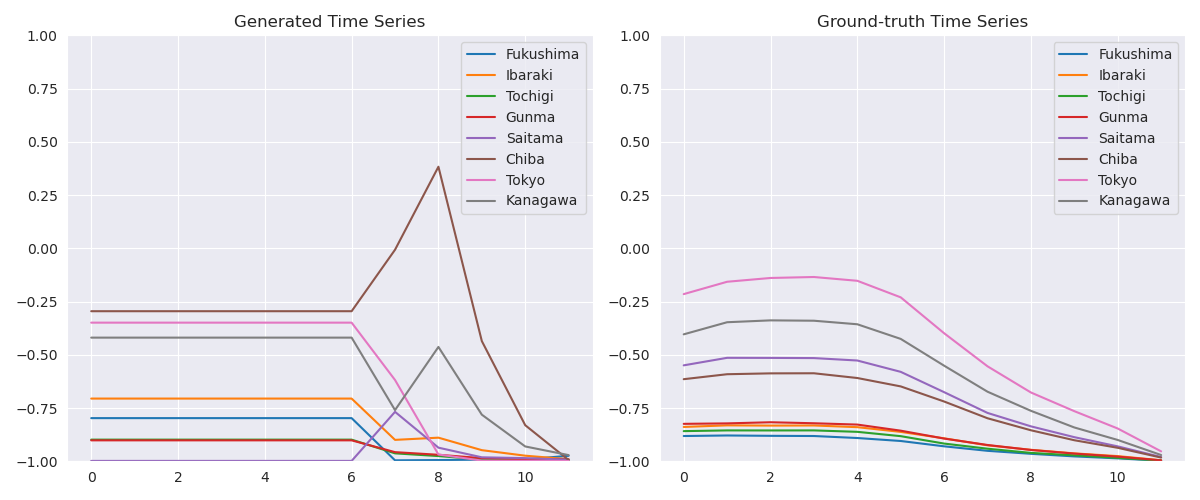 Generated Time Series
1.00
0.75
0.50
0.25
0.00
−0.25
−0.50
−0.75
−1.00
0 2 4 6 8 10
Fukushima
Ibaraki
Tochigi
Gunma
Saitama
Chiba
Tokyo
Kanagawa
Ground-truth Time Series
1.00
0.75
0.50
0.25
0.00
−0.25
−0.50
−0.75
−1.00
0 2 4 6 8 10
Fukushima
Ibaraki
Tochigi
Gunma
Saitama
Chiba
Tokyo
Kanagawa